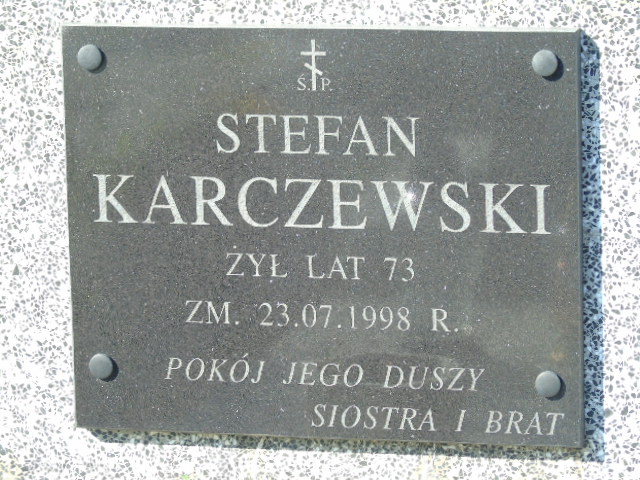 Ś. P.
STEFAN
KARCZEWSKI
ŻYŁ LAT 73
ZM. 23.07.1998 R.
POKÓJ JEGO DUSZY
SIOSTRA I BRAT